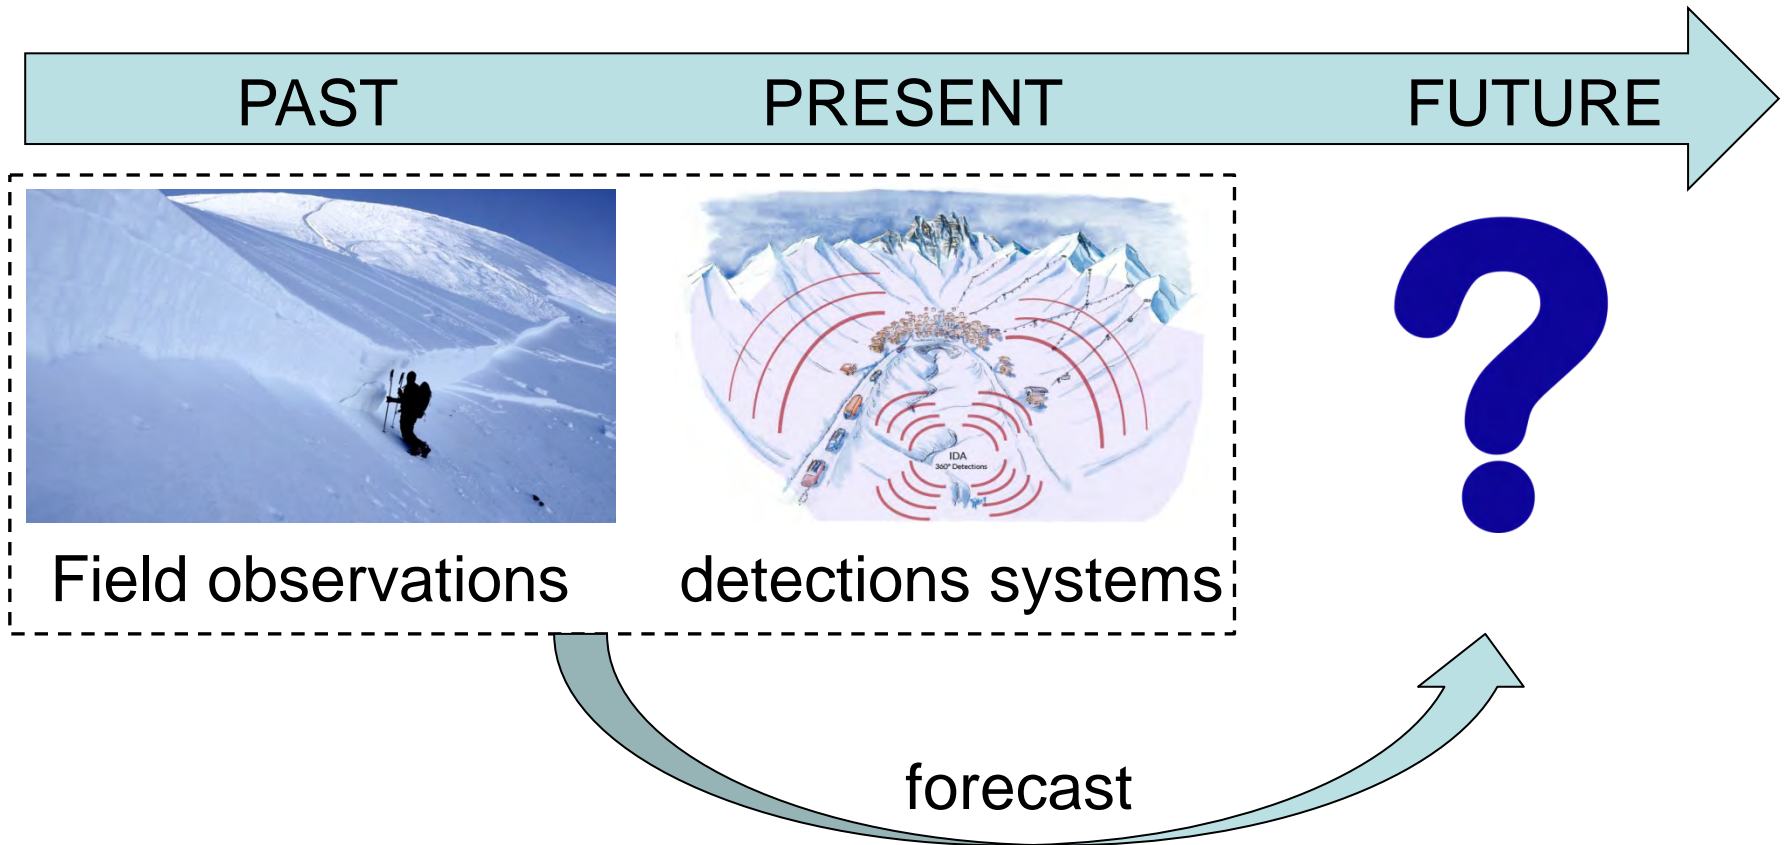 PAST PRESENT FUTURE
IDA
360° Detections
Field observations detections systems
forecast